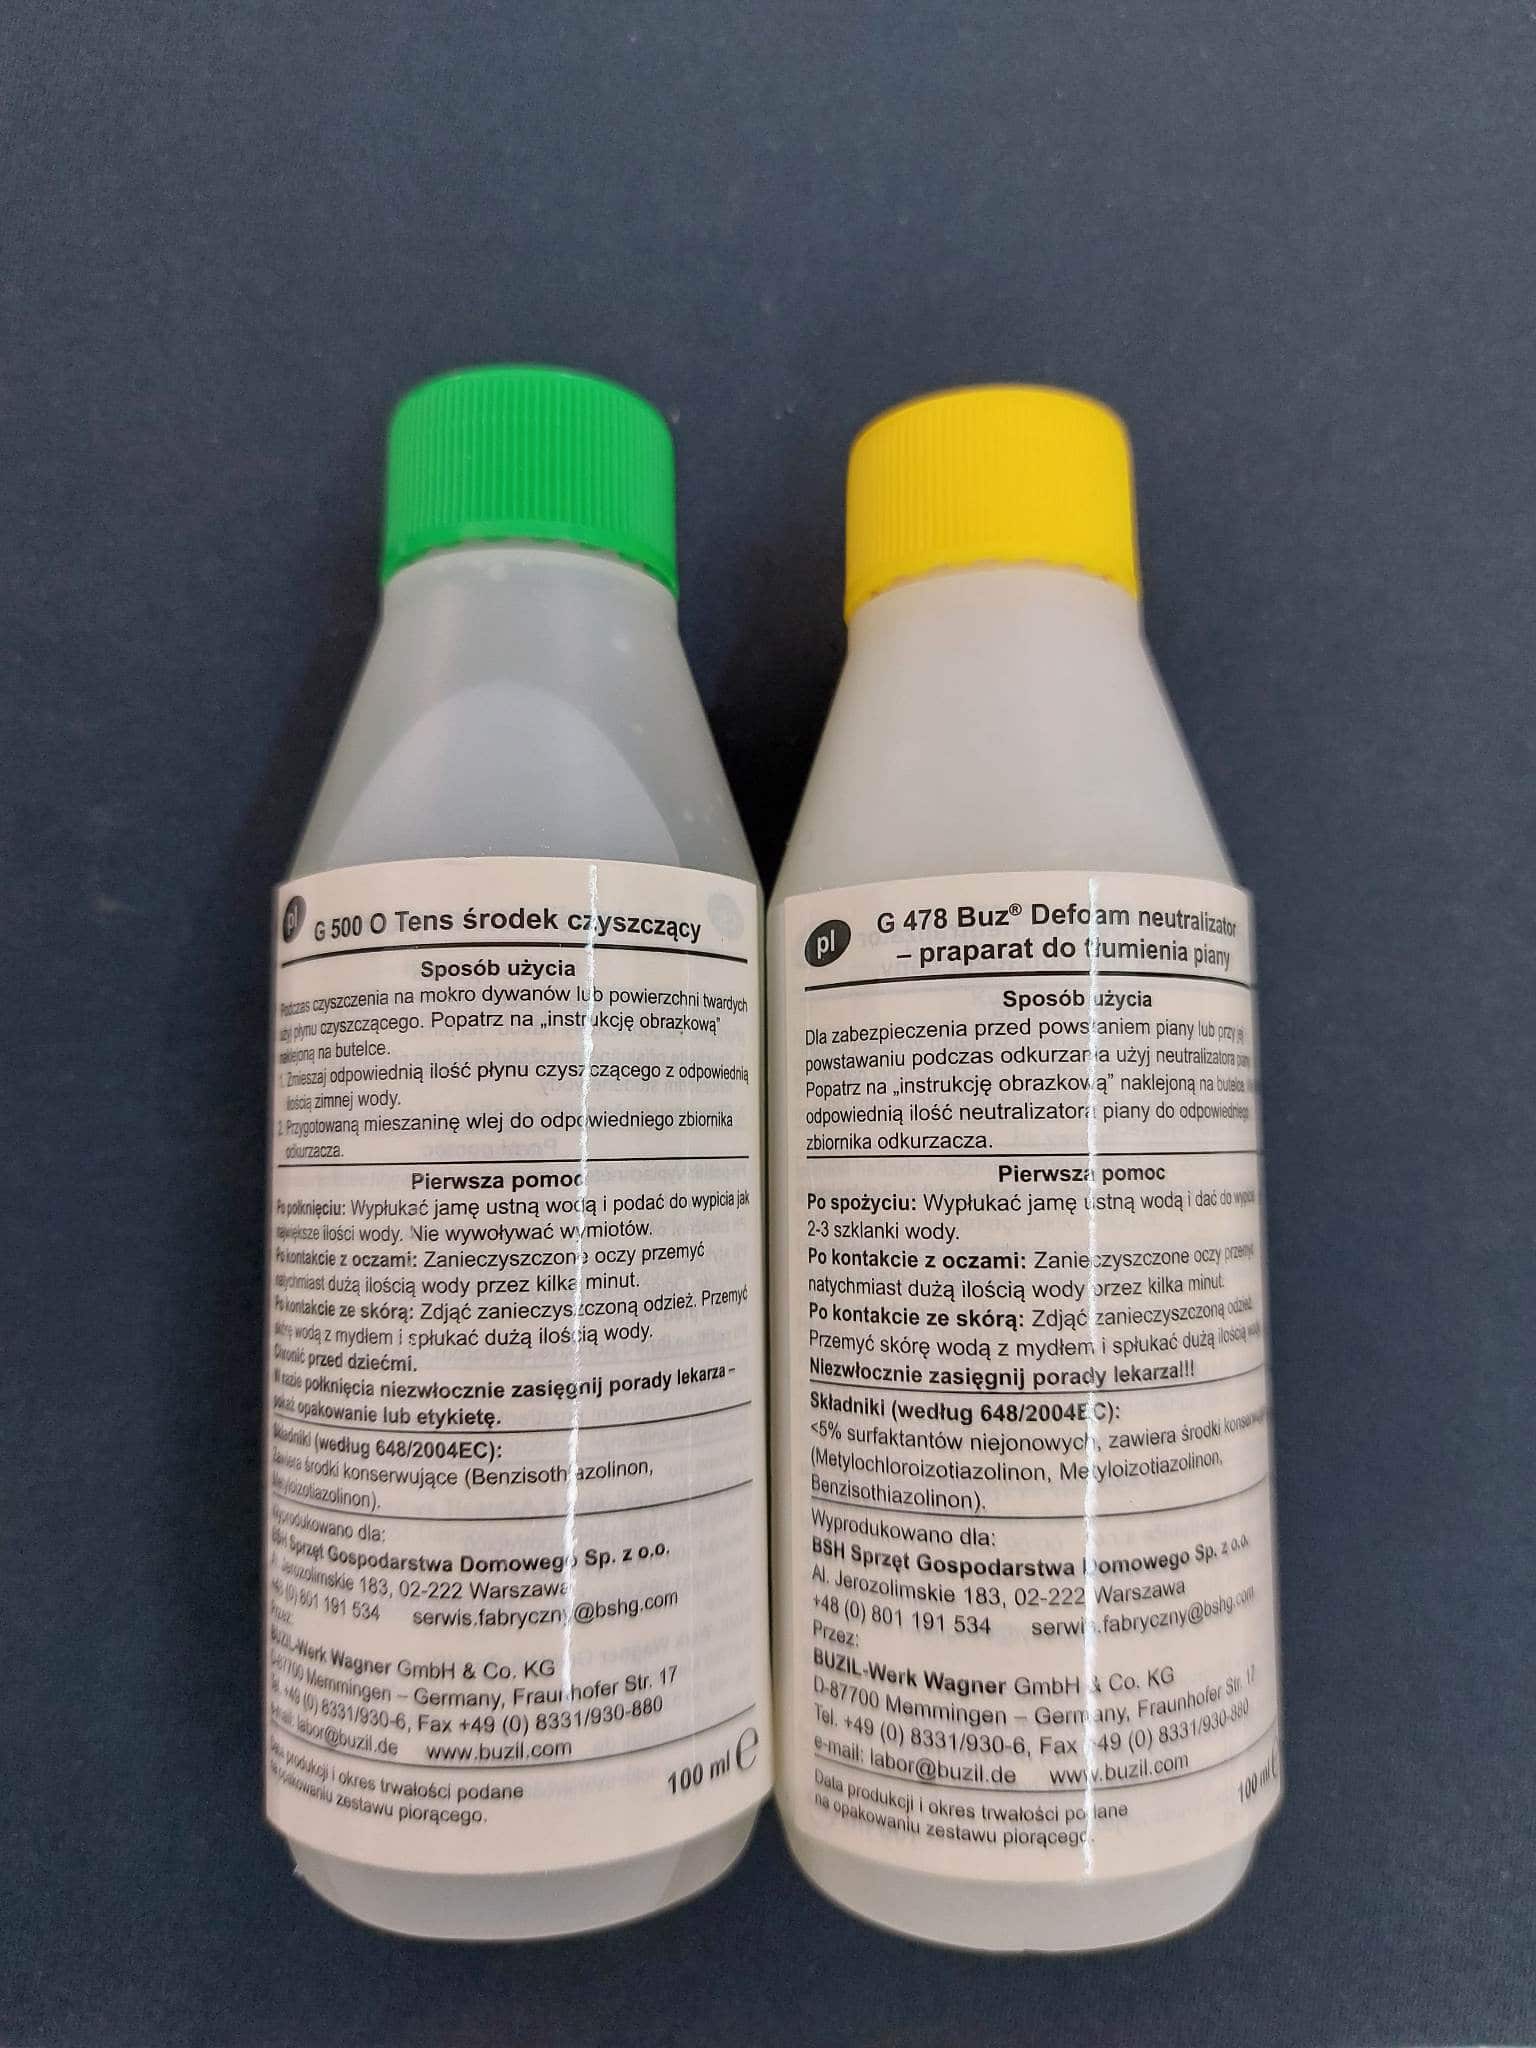 pl
G 500 O Tens środek czyszczący
Sposób użycia
Podczas czyszczenia na mokro dywanów lub powierzchni twardych
użyj płynu czyszczącego. Popatrz na „instrukcję obrazkową"
naklejoną na butelce.
1. Zmieszaj odpowiednią ilość płynu czyszczącego z odpowiednią
ilością zimnej wody.
2. Przygotowaną mieszaninę wlej do odpowiedniego zbiornika
odkurzacza.
Pierwsza pomoc
Po połknięciu: Wypłukać jamę ustną wodą i podać do wypicia jak
największe ilości wody. Nie wywoływać wymiotów.
Po kontakcie z oczami: Zanieczyszczone oczy przemyć
natychmiast dużą ilością wody przez kilka minut.
Po kontakcie ze skórą: Zdjąć zanieczyszczoną odzież. Przemyć
skórę wodą z mydłem i spłukać dużą ilością wody.
Chronić przed dziećmi.
W razie połknięcia niezwłocznie zasięgnij porady lekarza –
pokaż opakowanie lub etykietę.
Składniki (według 648/2004EC):
Zawiera środki konserwujące (Benzisothiazolinon,
Metyloizotiazolinon).
Wyprodukowano dla:
BSH Sprzęt Gospodarstwa Domowego Sp. z o.o.
Al. Jerozolimskie 183, 02-222 Warszawa
+48 (0) 801 191 534 serwis.fabryczny@bshg.com
Przez:
BUZIL-Werk Wagner GmbH & Co. KG
D-87700 Memmingen – Germany, Fraunhofer Str. 17
Tel. +49 (0) 8331/930-6, Fax +49 (0) 8331/930-880
e-mail: labor@buzil.de www.buzil.com
Data produkcji i okres trwałości podane
na opakowaniu zestawu piorącego.
100 ml e
pl
G 478 Buz® Defoam neutralizator
– praparat do tłumienia piany
Sposób użycia
Dla zabezpieczenia przed powstaniem piany lub przy jej
powstawaniu podczas odkurzania użyj neutralizatora piany.
Popatrz na „instrukcję obrazkową" naklejoną na butelce.
odpowiednią ilość neutralizatora piany do odpowiedniego
zbiornika odkurzacza.
Pierwsza pomoc
Po spożyciu: Wypłukać jamę ustną wodą i dać do wypicia
2-3 szklanki wody.
Po kontakcie z oczami: Zanieczyszczone oczy przemyć
natychmiast dużą ilością wody przez kilka minut.
Po kontakcie ze skórą: Zdjąć zanieczyszczoną odzież.
Przemyć skórę wodą z mydłem i spłukać dużą ilością wody.
Niezwłocznie zasięgnij porady lekarza!!!
Składniki (według 648/2004EC):
<5% surfaktantów niejonowych, zawiera środki konserwujące
(Metylochloroizotiazolinon, Metyloizotiazolinon,
Benzisothiazolinon).
Wyprodukowano dla:
BSH Sprzęt Gospodarstwa Domowego Sp. z o.o.
Al. Jerozolimskie 183, 02-222 Warszawa
+48 (0) 801 191 534 serwis.fabryczny@bshg.com
Przez:
BUZIL-Werk Wagner GmbH & Co. KG
D-87700 Memmingen – Germany, Fraunhofer Str. 17
Tel. +49 (0) 8331/930-6, Fax +49 (0) 8331/930-880
e-mail: labor@buzil.de www.buzil.com
Data produkcji i okres trwałości podane
na opakowaniu zestawu piorącego.
100 ml